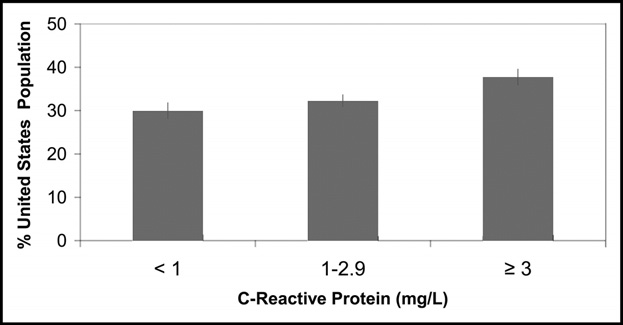 % United States Population
50
40
30
20
10
0
< 1 1-2.9 ≥ 3
C-Reactive Protein (mg/L)